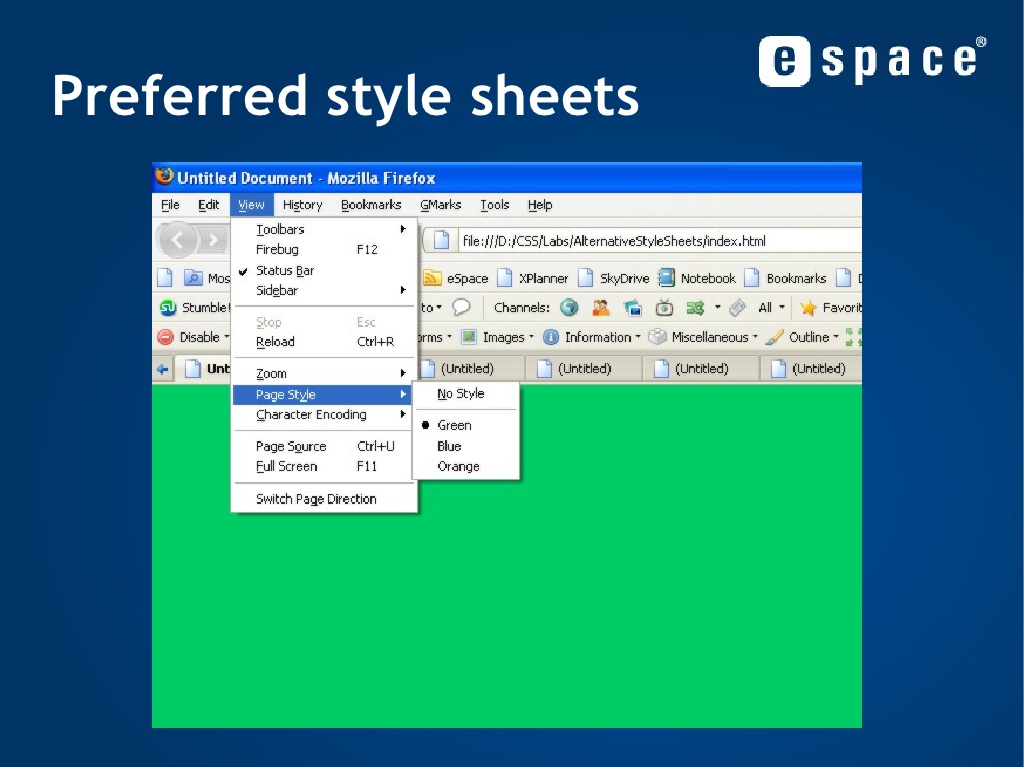 e space®
Preferred style sheets
Untitled Document - Mozilla Firefox
File Edit View History Bookmarks GMarks Tools Help
Toolbars
file:///D:/CSS/Labs/AlternativeStyleSheets/index.html
Firebug F12
Status Bar
Mos eSpace XPlanner SkyDrive Notebook Bookmarks
Sidebar
Stumble! to Channels: All Favorit
Stop Esc
Reload Ctrl+R
Disable orms Images Information Miscellaneous Outline
Unt (Untitled) (Untitled) (Untitled) (Untitled)
Zoom
Page Style
No Style
Character Encoding
Green
Page Source Ctrl+U
Blue
Full Screen F11
Orange
Switch Page Direction